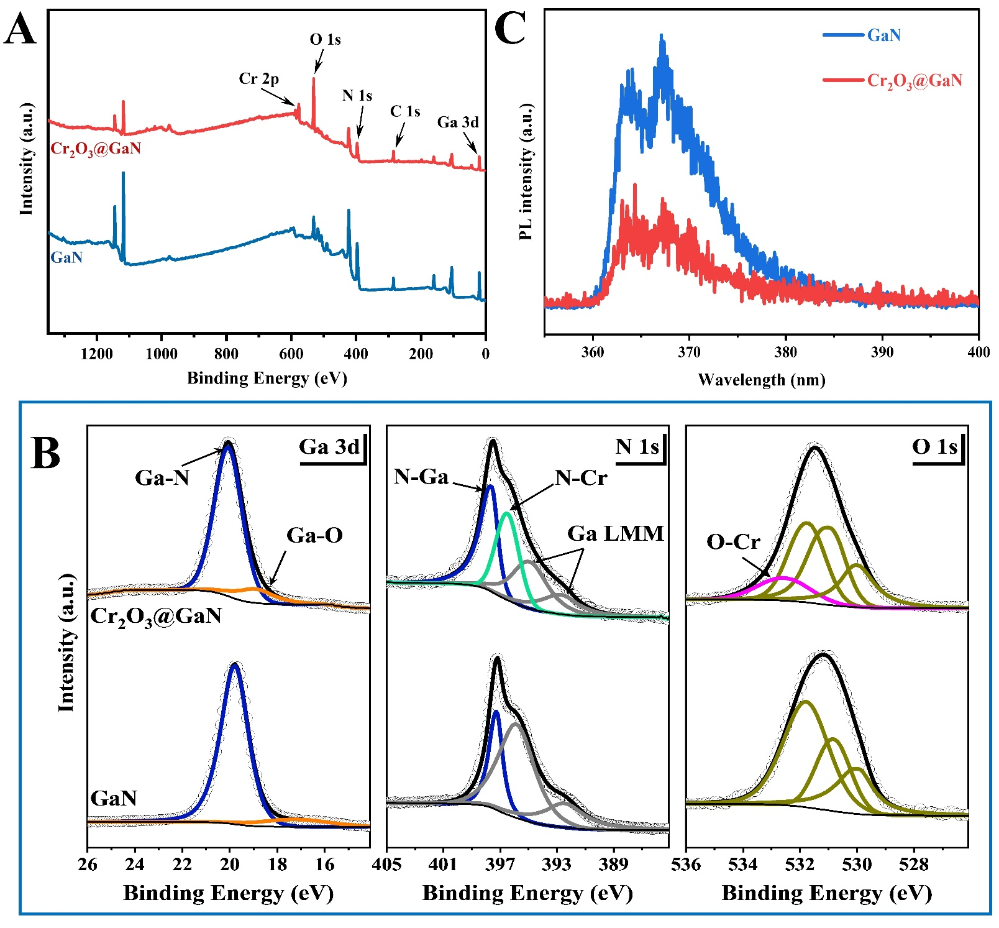 A
O 1s
Cr 2p
N 1s
C 1s
Ga 3d
Cr₂O₃@GaN
GaN
Intensity (a.u.)
1200 1000 800 600 400 200 0
Binding Energy (eV)
C
GaN
Cr₂O₃@GaN
PL intensity (a.u.)
360 370 380 390 400
Wavelength (nm)
B
Ga 3d
Ga-N
Ga-O
Cr₂O₃@GaN
GaN
Intensity (a.u.)
26 24 22 20 18 16
Binding Energy (eV)
N 1s
N-Ga
N-Cr
Ga LMM
405 401 397 393 389
Binding Energy (eV)
O 1s
O-Cr
536 534 532 530 528
Binding Energy (eV)